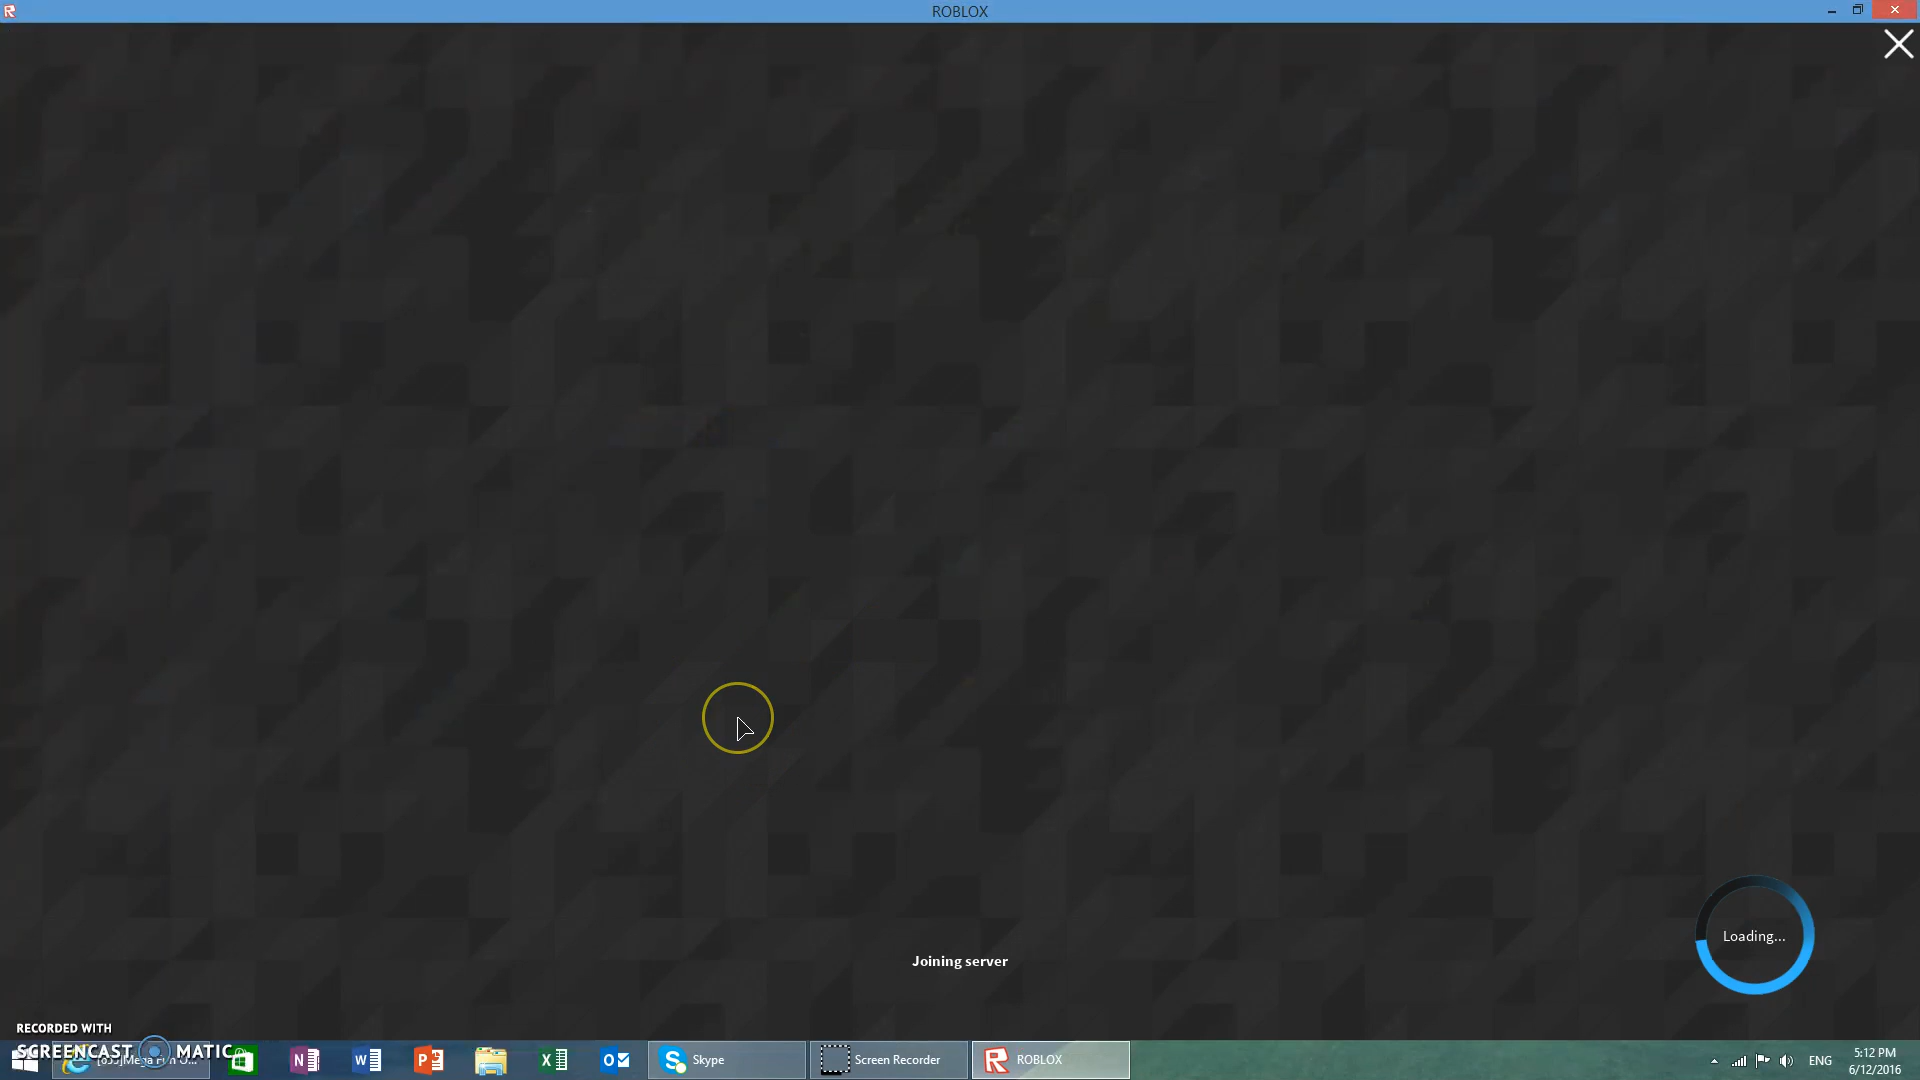 ROBLOX
Joining server
Loading...
RECORDED WITH
SCREENCAST MATIC
Skype
Screen Recorder
ROBLOX
ENG
5:12 PM
6/12/2016